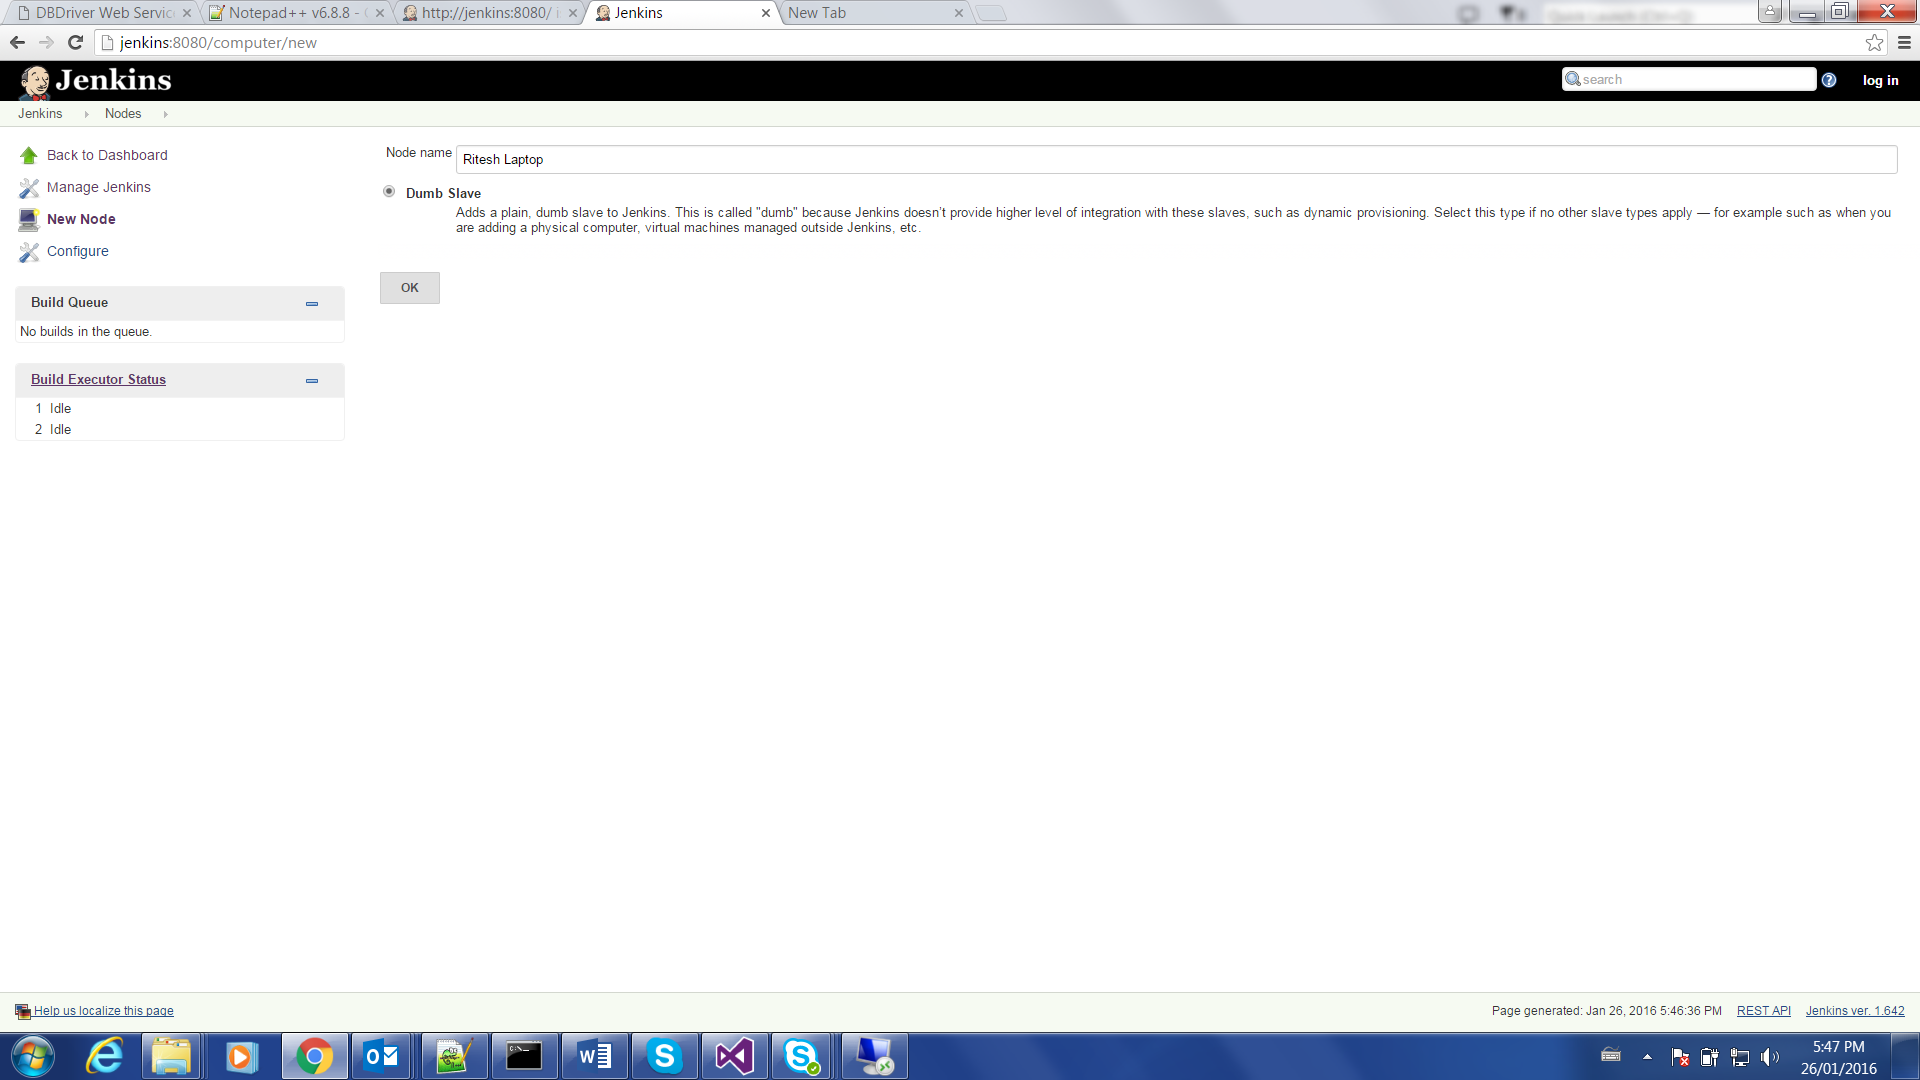 DBDriver Web Servic
Notepad++ v6.8.8 -
http://jenkins:8080/
Jenkins
New Tab
jenkins:8080/computer/new
Jenkins
search
log in
Jenkins
Nodes
Back to Dashboard
Manage Jenkins
New Node
Configure
Build Queue
No builds in the queue.
Build Executor Status
1 Idle
2 Idle
Node name
Ritesh Laptop
Dumb Slave
Adds a plain, dumb slave to Jenkins. This is called "dumb" because Jenkins doesn't provide higher level of integration with these slaves, such as dynamic provisioning. Select this type if no other slave types apply — for example such as when you
are adding a physical computer, virtual machines managed outside Jenkins, etc.
OK
Help us localize this page
Page generated: Jan 26, 2016 5:46:36 PM
REST API
Jenkins ver. 1.642
5:47 PM
26/01/2016